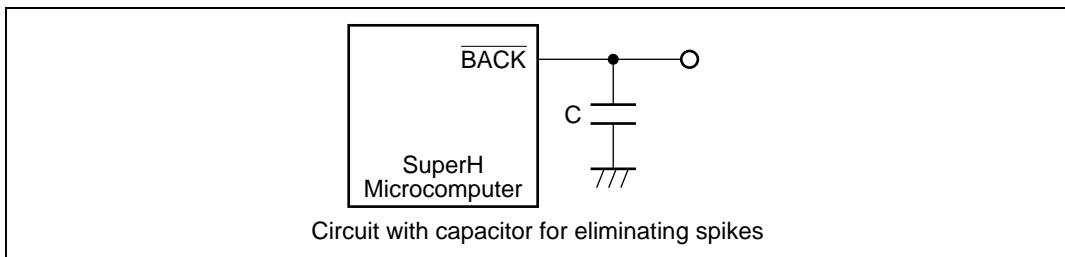 BACK
C
SuperH
Microcomputer
Circuit with capacitor for eliminating spikes